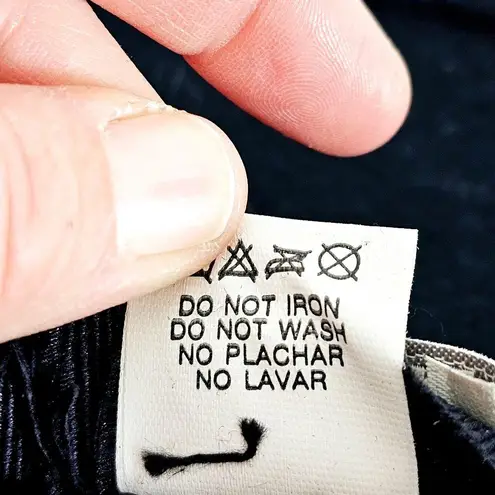 DO NOT IRON
DO NOT WASH
NO PLACHAR
NO LAVAR